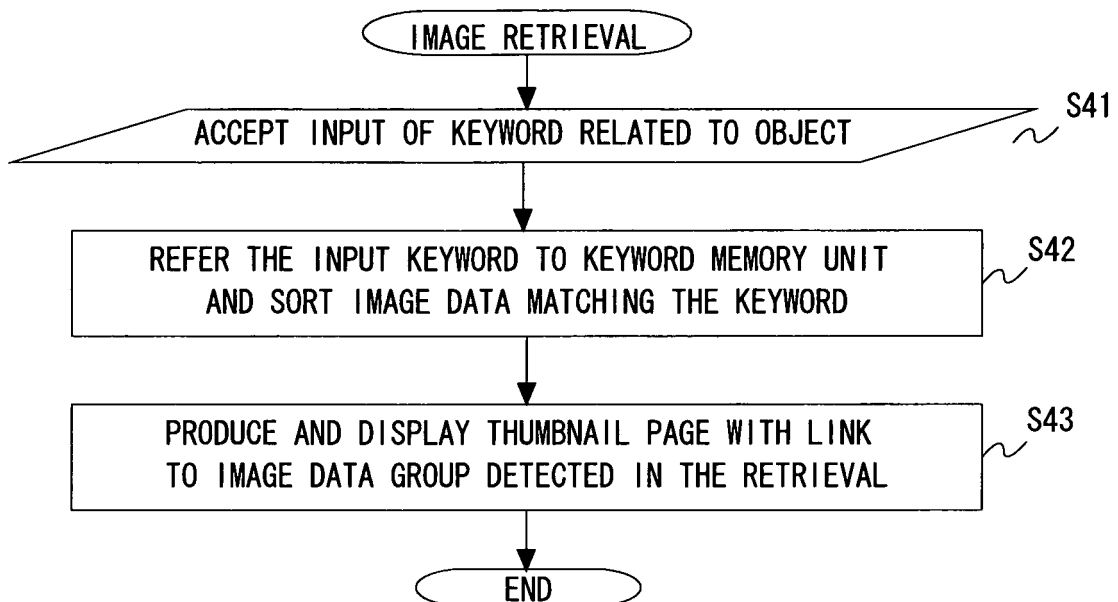 IMAGE RETRIEVAL
ACCEPT INPUT OF KEYWORD RELATED TO OBJECT
S41
REFER THE INPUT KEYWORD TO KEYWORD MEMORY UNIT
AND SORT IMAGE DATA MATCHING THE KEYWORD
S42
PRODUCE AND DISPLAY THUMBNAIL PAGE WITH LINK
TO IMAGE DATA GROUP DETECTED IN THE RETRIEVAL
S43
END